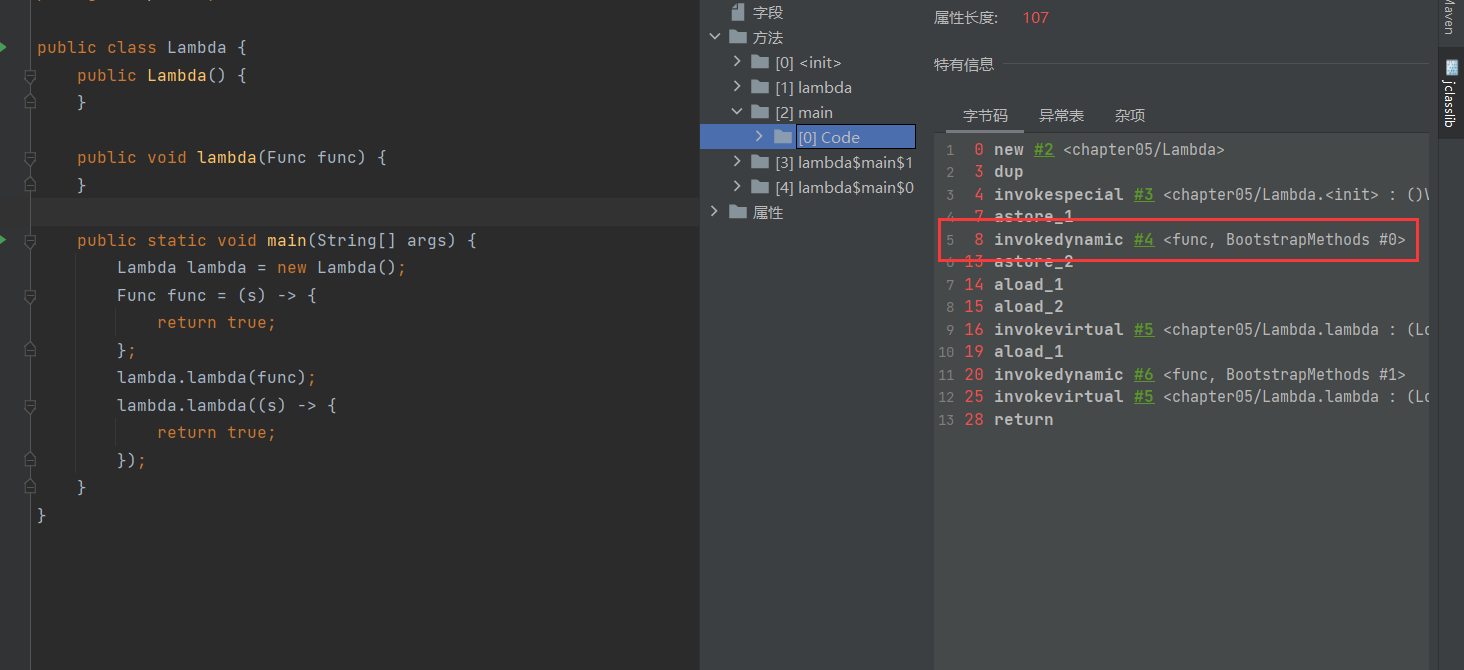 public class Lambda {
public Lambda() {
}
public void lambda(Func func) {
}
public static void main(String[] args) {
Lambda lambda = new Lambda();
Func func = (s) -> {
return true;
};
lambda.lambda(func);
lambda.lambda((s) -> {
return true;
});
}
}
字段
方法
[0] <init>
[1] lambda
[2] main
[0] Code
[3] lambda$main$1
[4] lambda$main$0
属性
属性长度: 107
特有信息
字节码 异常表 杂项
1 0 new #2 <chapter05/Lambda>
2 3 dup
3 4 invokespecial #3 <chapter05/Lambda.<init> : ()V
4 7 astore_1
5 8 invokedynamic #4 <func, BootstrapMethods #0>
6 13 astore_2
7 14 aload_1
8 15 aload_2
9 16 invokevirtual #5 <chapter05/Lambda.lambda : (Lc
10 19 aload_1
11 20 invokedynamic #6 <func, BootstrapMethods #1>
12 25 invokevirtual #5 <chapter05/Lambda.lambda : (Lc
13 28 return
Maven
jclasslib